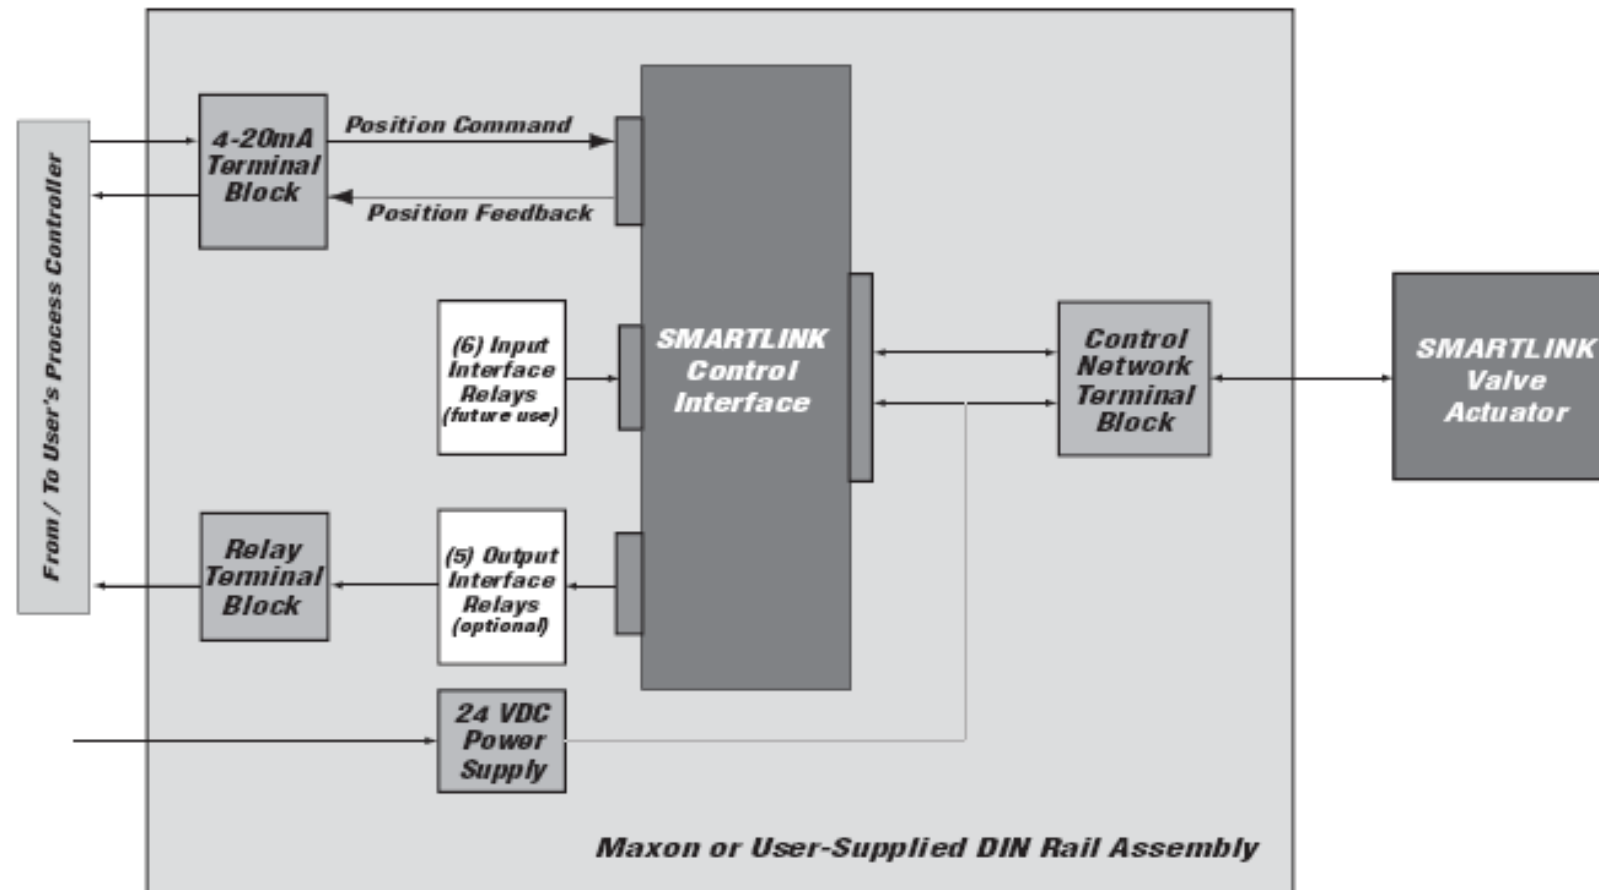 From / To User's Process Controller
4-20mA
Terminal
Block
Position Command
Position Feedback
(6) Input
Interface
Relays
(future use)
SMARTLINK
Control
Interface
Control
Network
Terminal
Block
SMARTLINK
Valve
Actuator
Relay
Terminal
Block
(5) Output
Interface
Relays
(optional)
24 VDC
Power
Supply
Maxon or User-Supplied DIN Rail Assembly